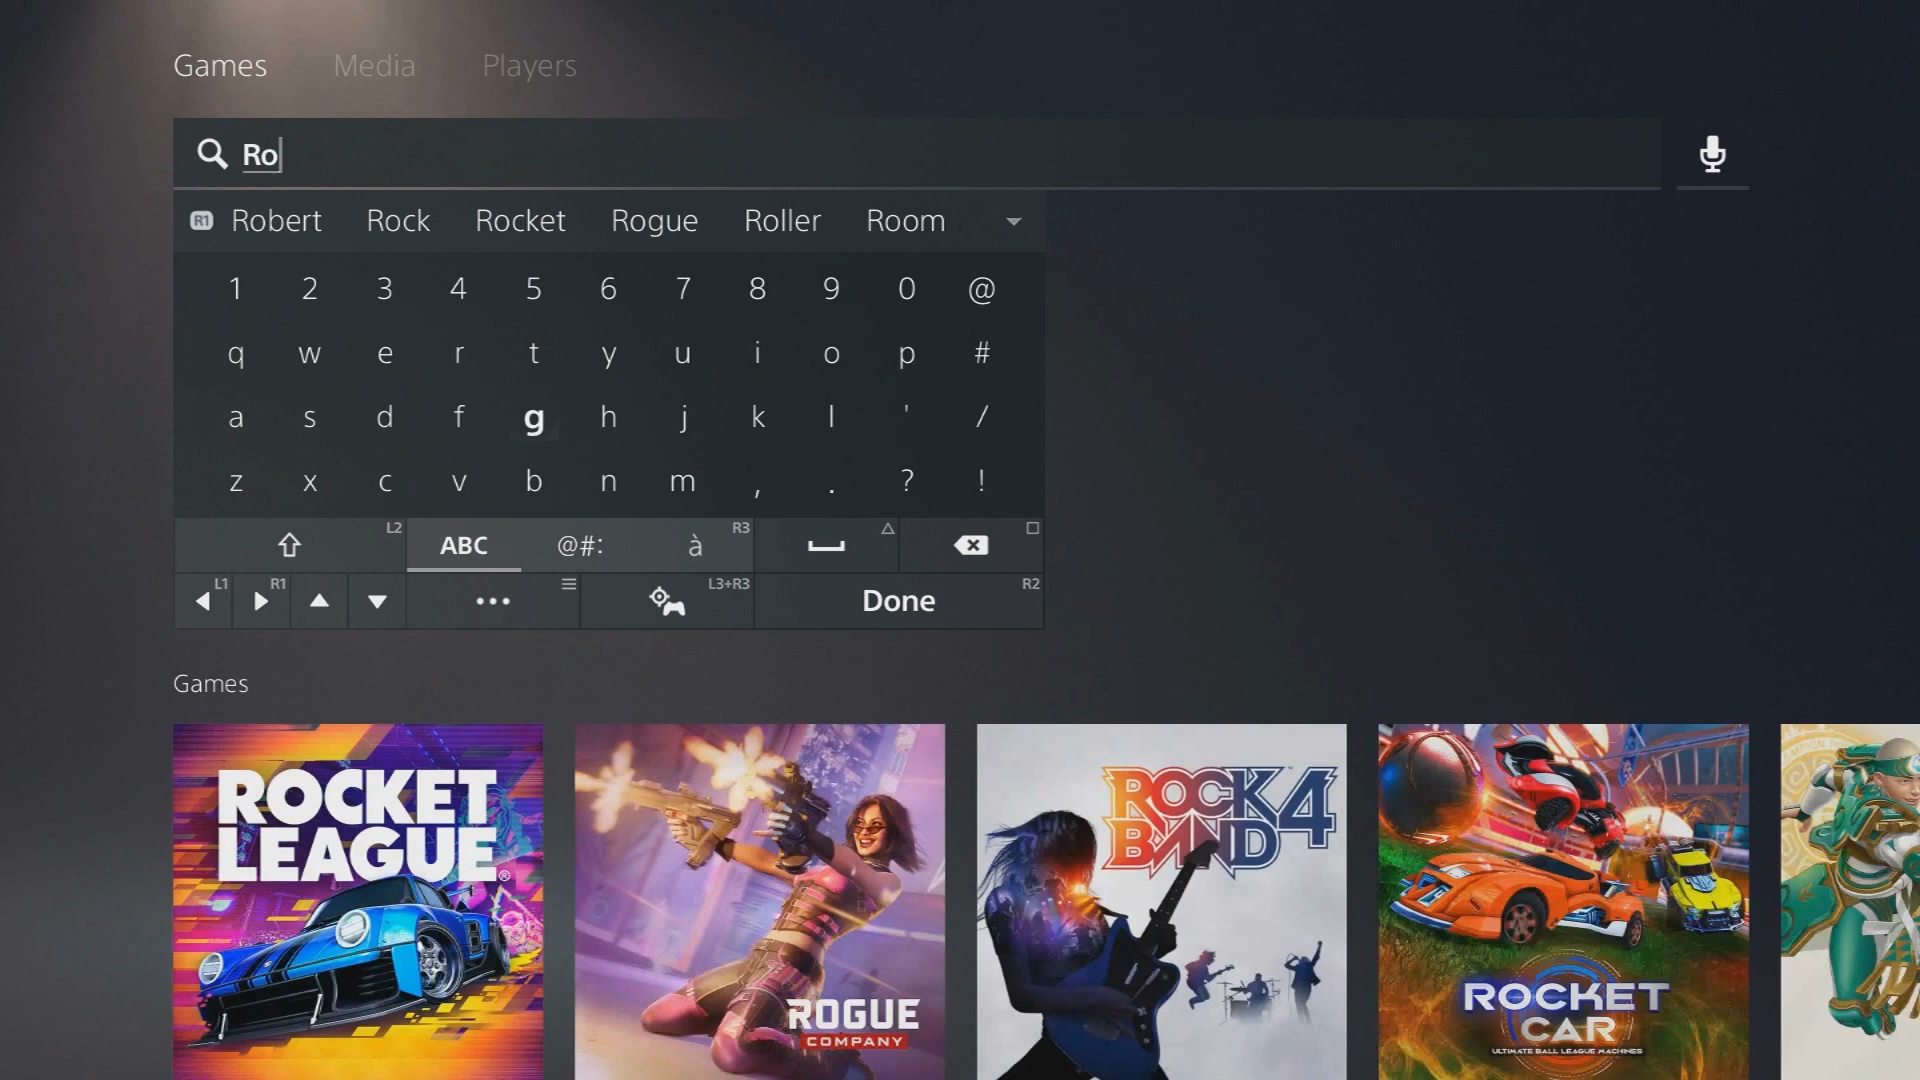 Games Media Players
Ro
R1 Robert Rock Rocket Rogue Roller Room
1 2 3 4 5 6 7 8 9 0 @
q w e r t y u i o p #
a s d f g h j k l ' /
z x c v b n m , . ? !
L2 ABC @#: à R3 △ □
L1 R1 ••• ☰ L3+R3 Done R2
Games
ROCKET
LEAGUE®
ROGUE
COMPANY
ROCK
BAND 4
ROCKET
CAR
ULTIMATE BALL LEAGUE MACHINES